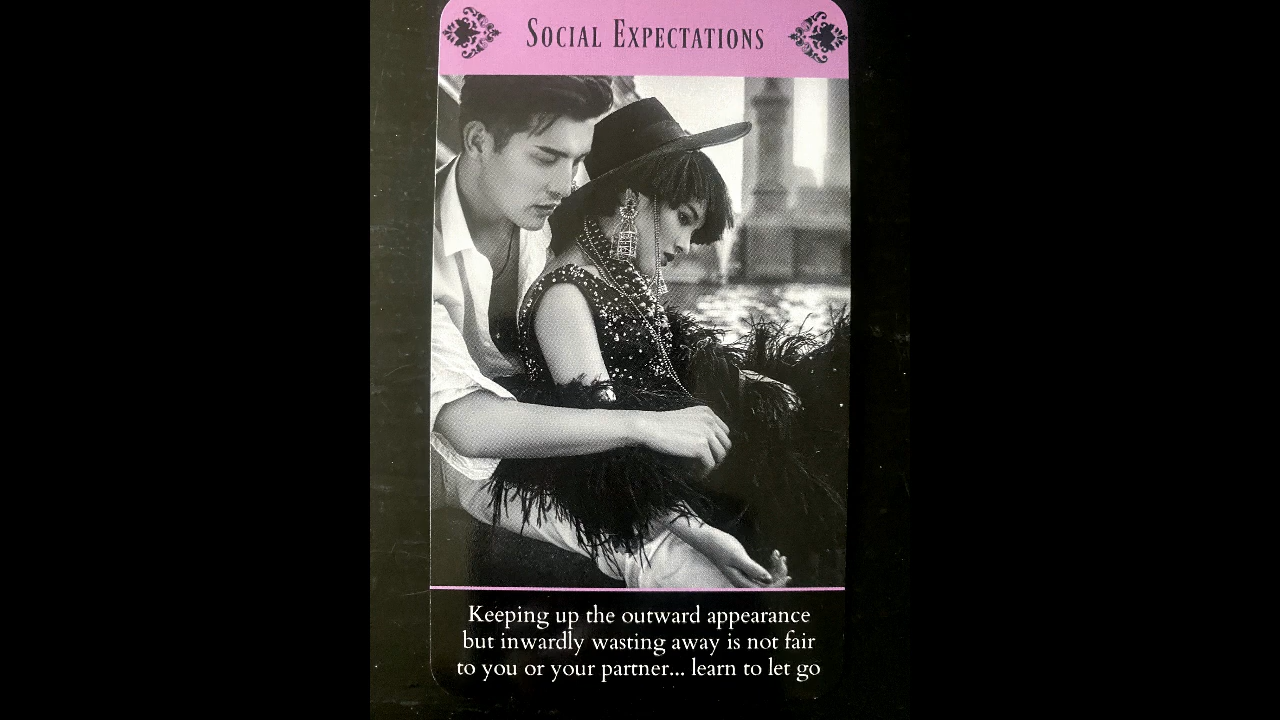 Social Expectations
Keeping up the outward appearance
but inwardly wasting away is not fair
to you or your partner... learn to let go